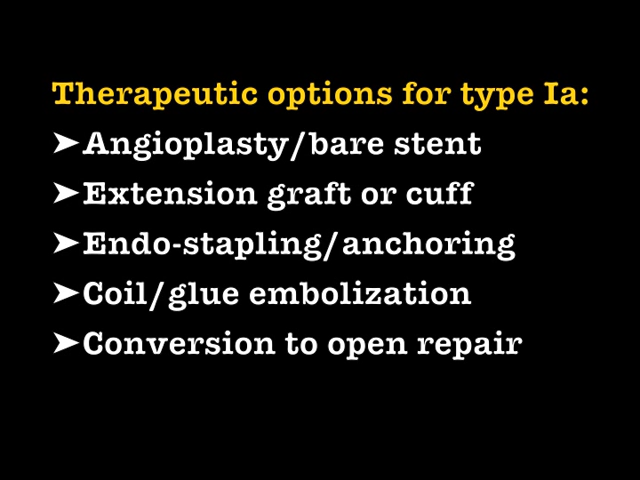 Therapeutic options for type Ia:
➤Angioplasty/bare stent
➤Extension graft or cuff
➤Endo-stapling/anchoring
➤Coil/glue embolization
➤Conversion to open repair